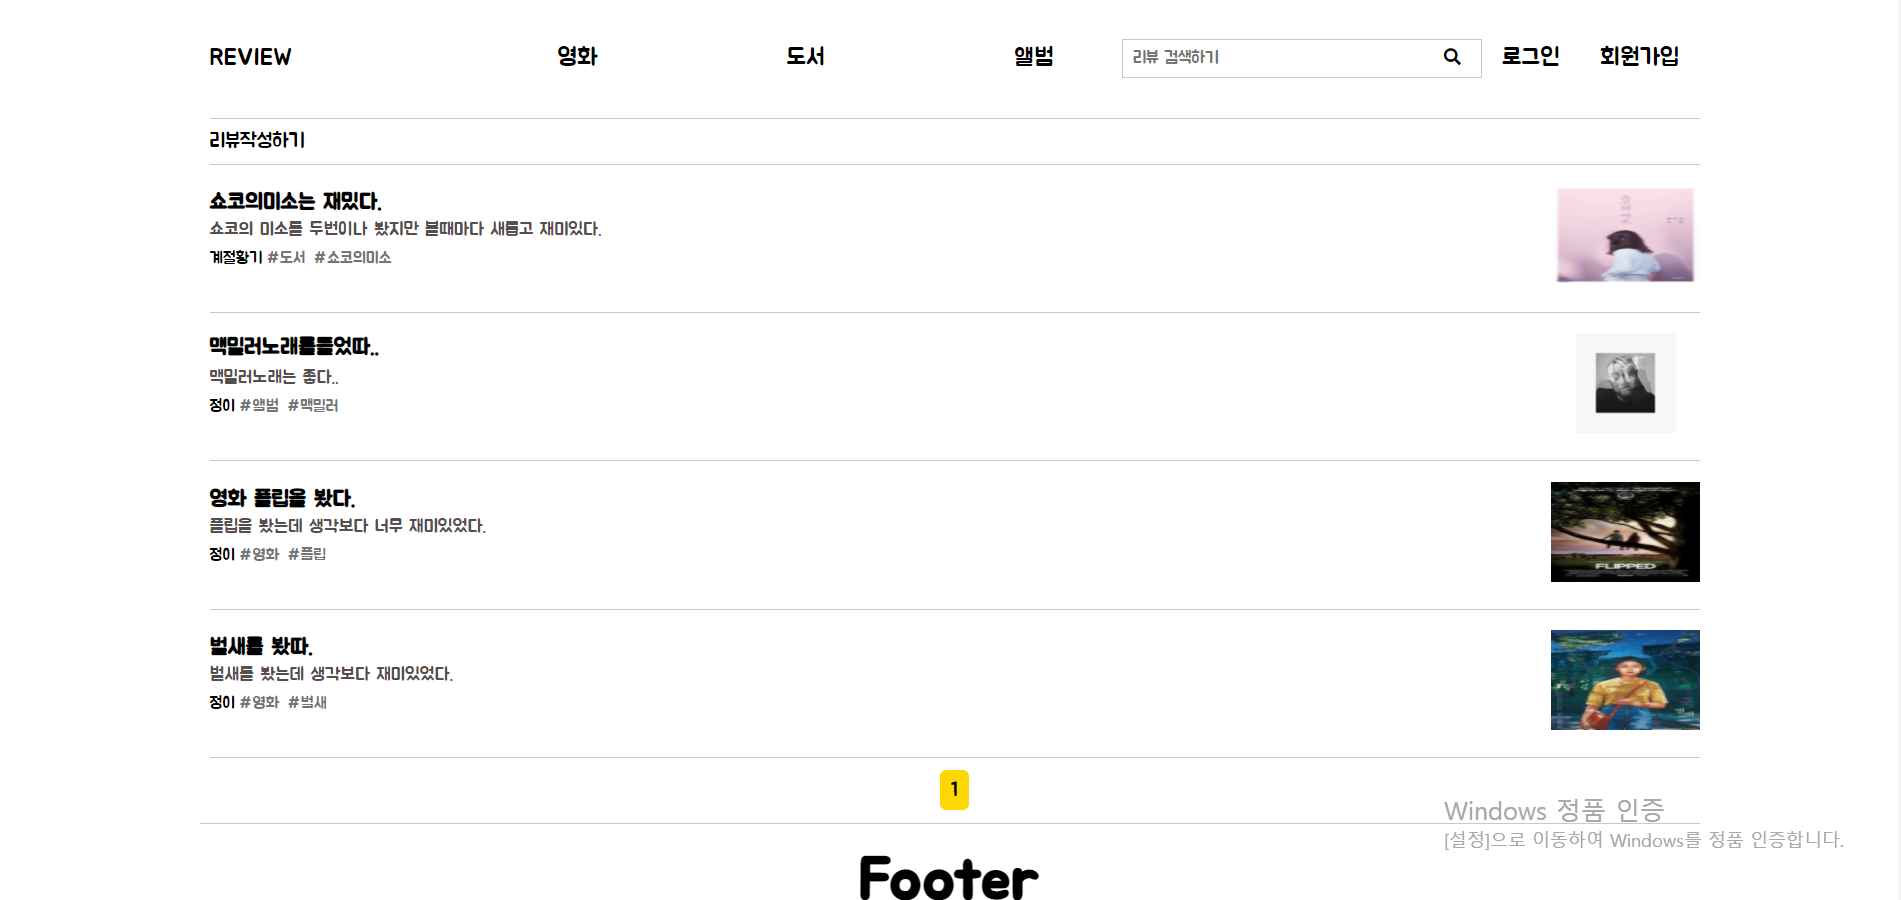 REVIEW 영화 도서 앨범 리뷰 검색하기 로그인 회원가입
리뷰작성하기
쇼코의미소는 재밌다.
쇼코의 미소를 두번이나 봤지만 볼때마다 새롭고 재미있다.
계절황기 #도서 #쇼코의미소
맥밀러노래를들었따..
맥밀러노래는 좋다..
정이 #앨범 #맥밀러
영화 플립을 봤다.
플립을 봤는데 생각보다 너무 재미있었다.
정이 #영화 #플립
FLIPPED
벌새를 봤따.
벌새를 봤는데 생각보다 재미있었다.
정이 #영화 #벌새
1
Windows 정품 인증
[설정]으로 이동하여 Windows를 정품 인증합니다.
Footer